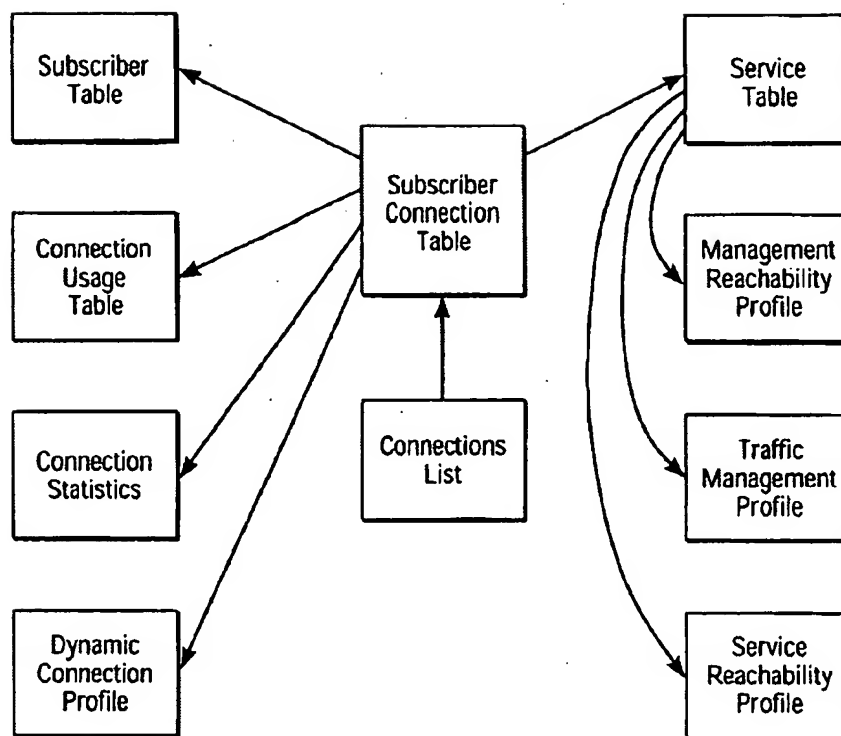 Subscriber
Table
Service
Table
Subscriber
Connection
Table
Connection
Usage
Table
Management
Reachability
Profile
Connection
Statistics
Connections
List
Traffic
Management
Profile
Dynamic
Connection
Profile
Service
Reachability
Profile